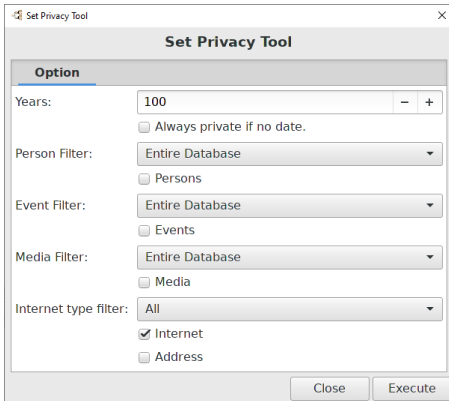 Set Privacy Tool
Set Privacy Tool
Option
Years: 100
Always private if no date.
Person Filter: Entire Database
Persons
Event Filter: Entire Database
Events
Media Filter: Entire Database
Media
Internet type filter: All
Internet
Address
Close Execute